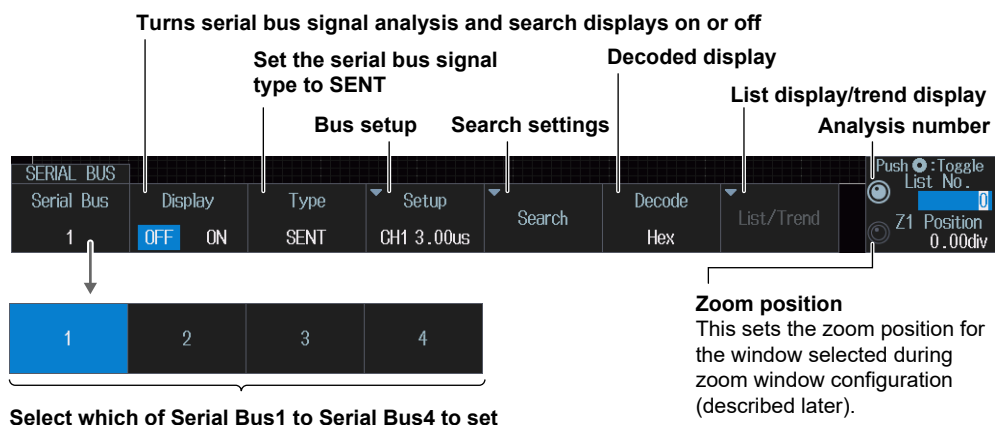 Turns serial bus signal analysis and search displays on or off
Set the serial bus signal
type to SENT
Decoded display
List display/trend display
Bus setup
Search settings
Analysis number
SERIAL BUS
Serial Bus
1
Display
OFF ON
Type
SENT
Setup
CH1 3.00us
Search
Decode
Hex
List/Trend
Push :Toggle
List No.
0
Z1 Position
0.00div
1 2 3 4
Select which of Serial Bus1 to Serial Bus4 to set
Zoom position
This sets the zoom position for
the window selected during
zoom window configuration
(described later).